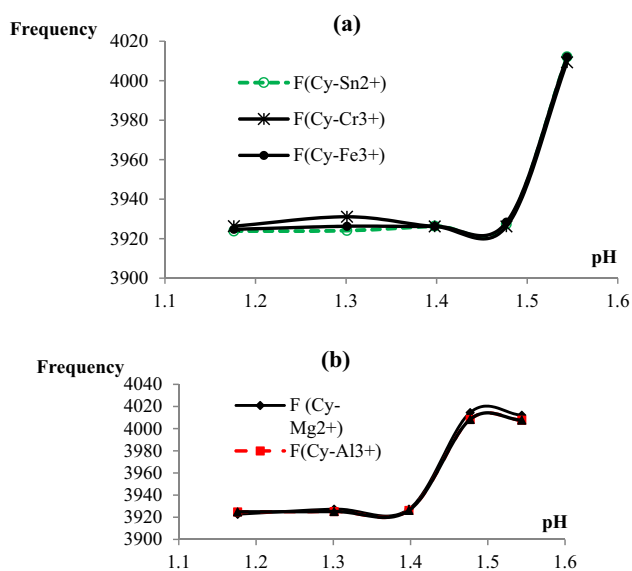 (a)
Frequency
4020
4000
3980
3960
3940
3920
3900
F(Cy-Sn2+)
F(Cy-Cr3+)
F(Cy-Fe3+)
pH
1.1 1.2 1.3 1.4 1.5 1.6
(b)
Frequency
4040
4020
4000
3980
3960
3940
3920
3900
F (Cy-
Mg2+)
F(Cy-Al3+)
pH
1.1 1.2 1.3 1.4 1.5 1.6